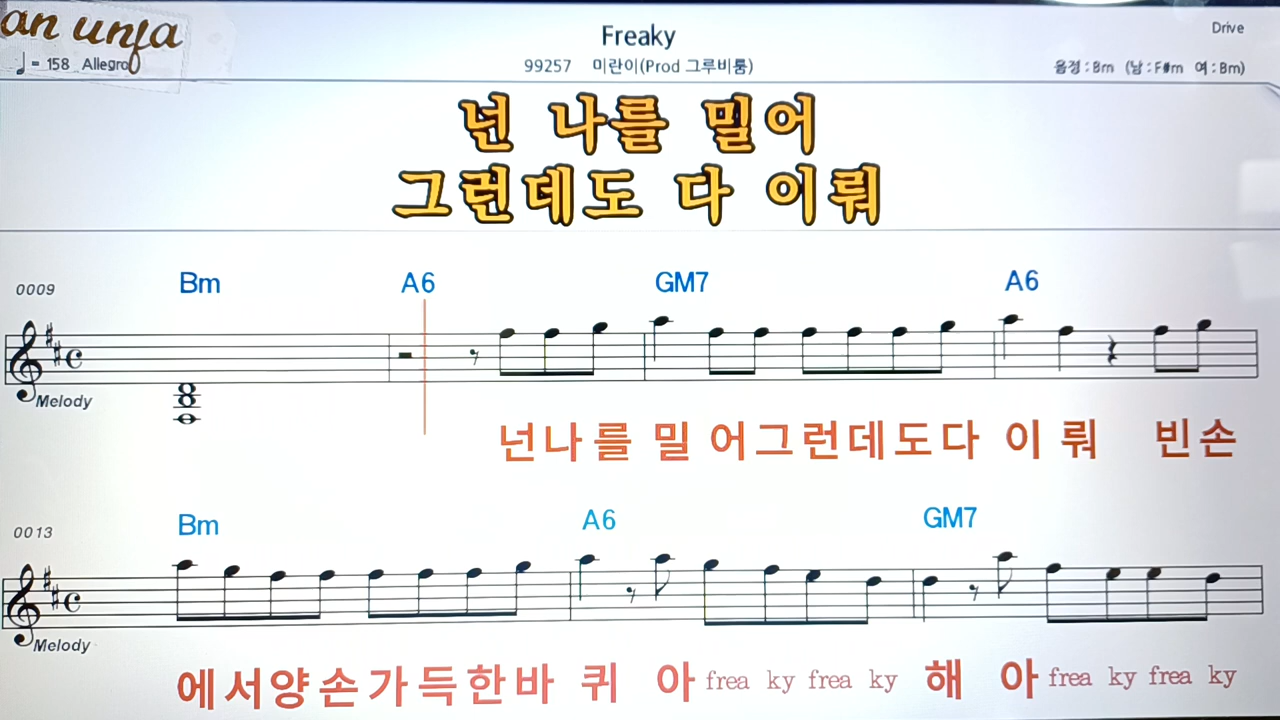 an unfa
Freaky
Drive
♩ = 158 Allegro
99257 미란이(Prod 그루비룸)
음정 : Bm (남 : F#m 여 : Bm)
넌 나를 밀어
그런데도 다 이뤄
0009 Bm A6 GM7 A6
Melody
넌나를 밀 어그런데도다 이 뤄 빈손
0013 Bm A6 GM7
Melody
에서양손가득한바 퀴 아 frea ky frea ky 해 아 frea ky frea ky